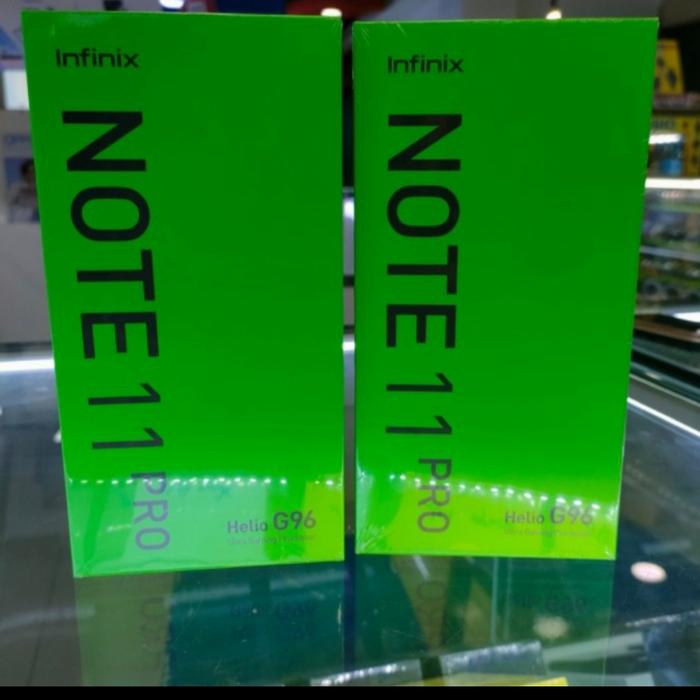 Infinix
NOTE 11 PRO
Helio G96
Infinix
NOTE 11 PRO
Helio G96